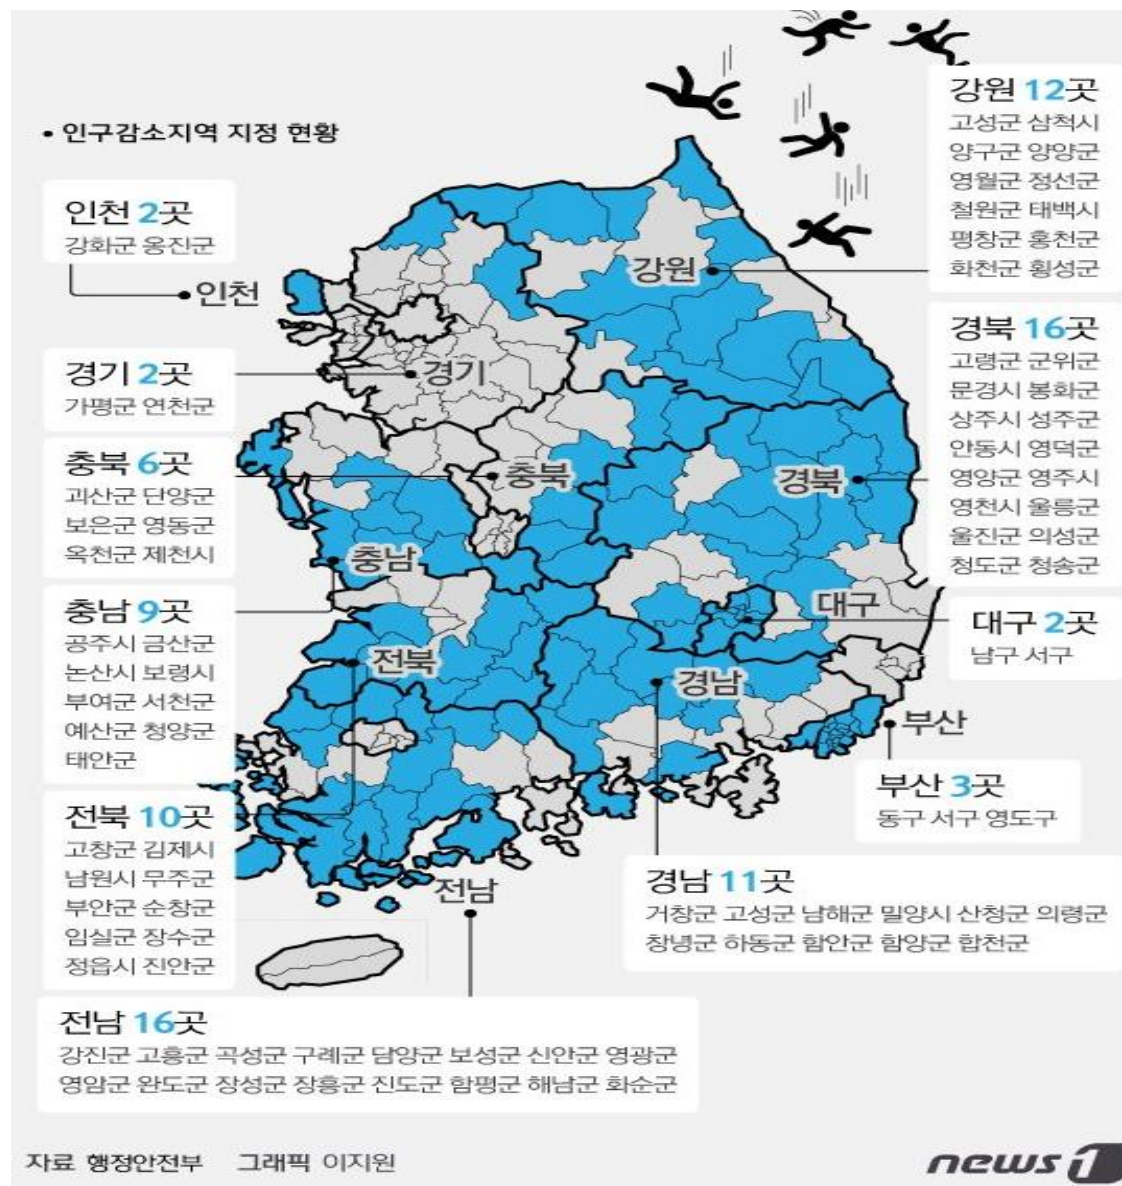 • 인구감소지역 지정 현황
인천 2곳
강화군 옹진군
인천
경기 2곳
가평군 연천군
경기
충북 6곳
괴산군 단양군
보은군 영동군
옥천군 제천시
충북
충남 9곳
공주시 금산군
논산시 보령시
부여군 서천군
예산군 청양군
태안군
충남
전북 10곳
고창군 김제시
남원시 무주군
부안군 순창군
임실군 장수군
정읍시 진안군
전북
강원 12곳
고성군 삼척시
양구군 양양군
영월군 정선군
철원군 태백시
평창군 홍천군
화천군 횡성군
강원
경북 16곳
고령군 군위군
문경시 봉화군
상주시 성주군
안동시 영덕군
영양군 영주시
영천시 울릉군
울진군 의성군
청도군 청송군
경북
대구 2곳
남구 서구
대구
부산
부산 3곳
동구 서구 영도구
경남
경남 11곳
거창군 고성군 남해군 밀양시 산청군 의령군
창녕군 하동군 함안군 함양군 합천군
전남
전남 16곳
강진군 고흥군 곡성군 구례군 담양군 보성군 신안군 영광군
영암군 완도군 장성군 장흥군 진도군 함평군 해남군 화순군
자료 행정안전부 그래픽 이지원
news1